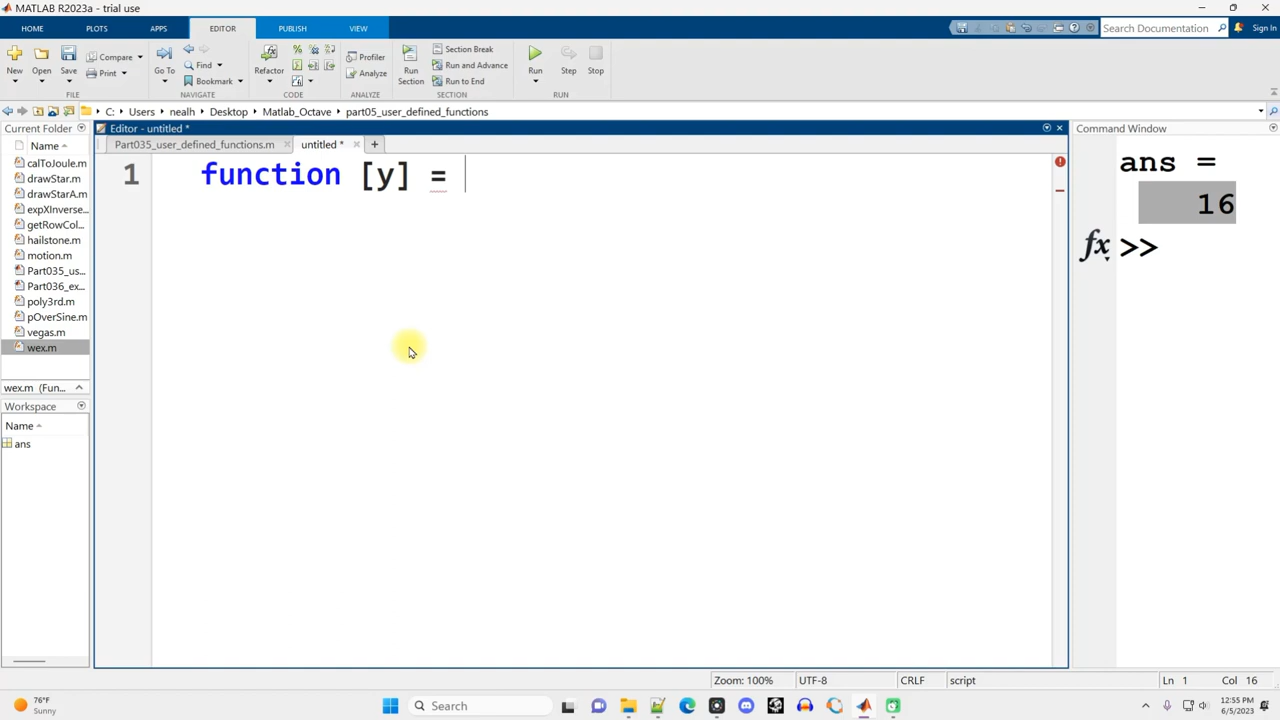 MATLAB R2023a - trial use
HOME PLOTS APPS EDITOR PUBLISH VIEW
Search Documentation Sign In
New Open Save Compare Print
Go To Find Bookmark
Refactor
Profiler Analyze
Run Section Section Break Run and Advance Run to End
Run Step Stop
FILE NAVIGATE CODE ANALYZE SECTION RUN
C: Users nealh Desktop Matlab_Octave part05_user_defined_functions
Current Folder
Name
calToJoule.m
drawStar.m
drawStarA.m
expXInverse...
getRowCol...
hailstone.m
motion.m
Part035_us...
Part036_ex...
poly3rd.m
pOverSine.m
vegas.m
wex.m
wex.m (Fun...
Workspace
Name
ans
Editor - untitled *
Part035_user_defined_functions.m untitled * +
1 function [y] =
Command Window
ans =
16
fx >>
Zoom: 100% UTF-8 CRLF script Ln 1 Col 16
76°F
Sunny
Search
12:55 PM
6/5/2023